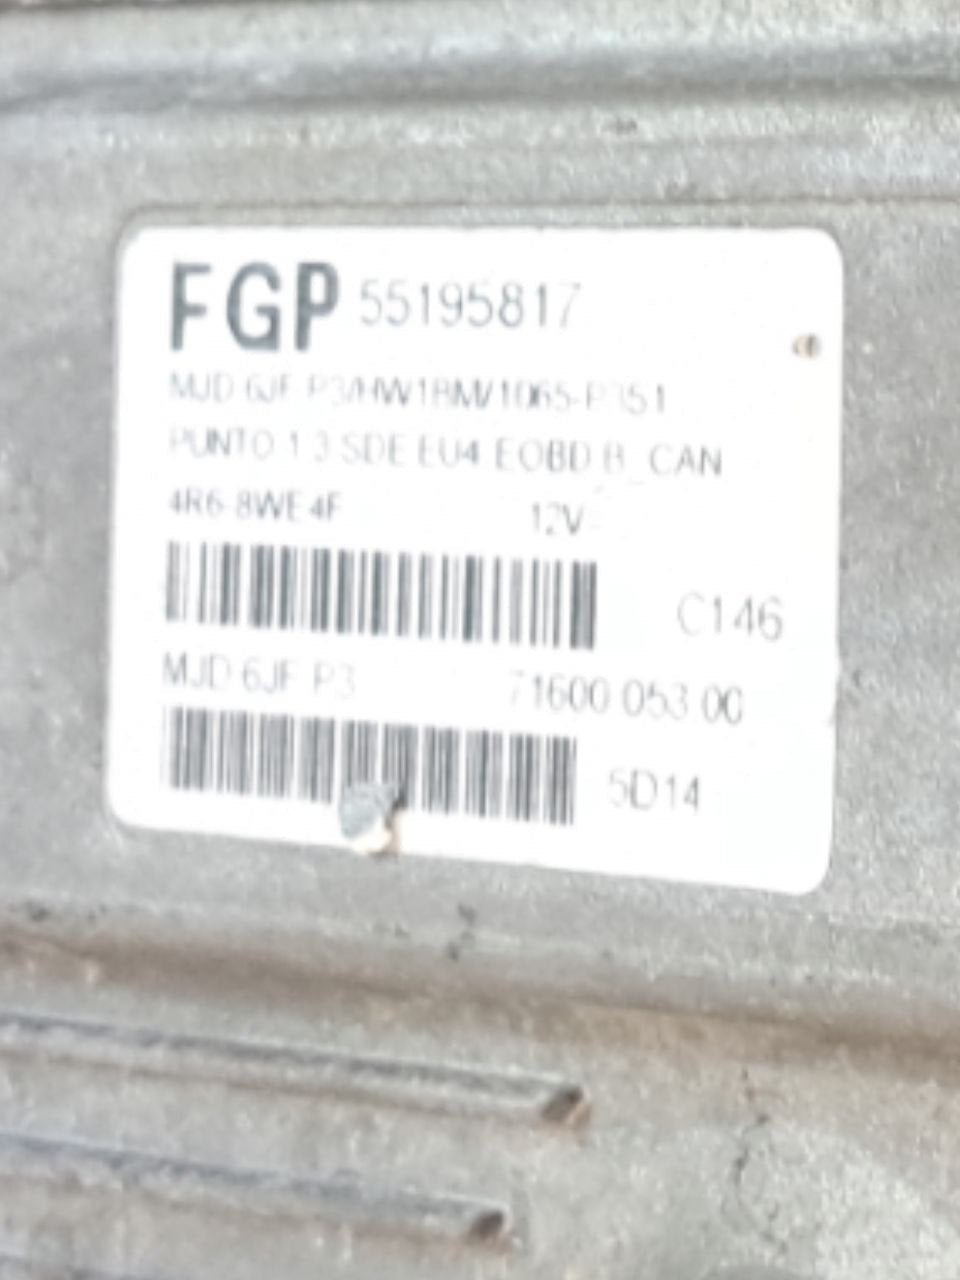 FGP 55195817
MJD 6JF P3/HW1BM/1065-P351
PUNTO 1.3 SDE EU4 EOBD B_CAN
4R6-8WE4F 12V
C146
MJD 6JF P3 71600 053 00
5D14